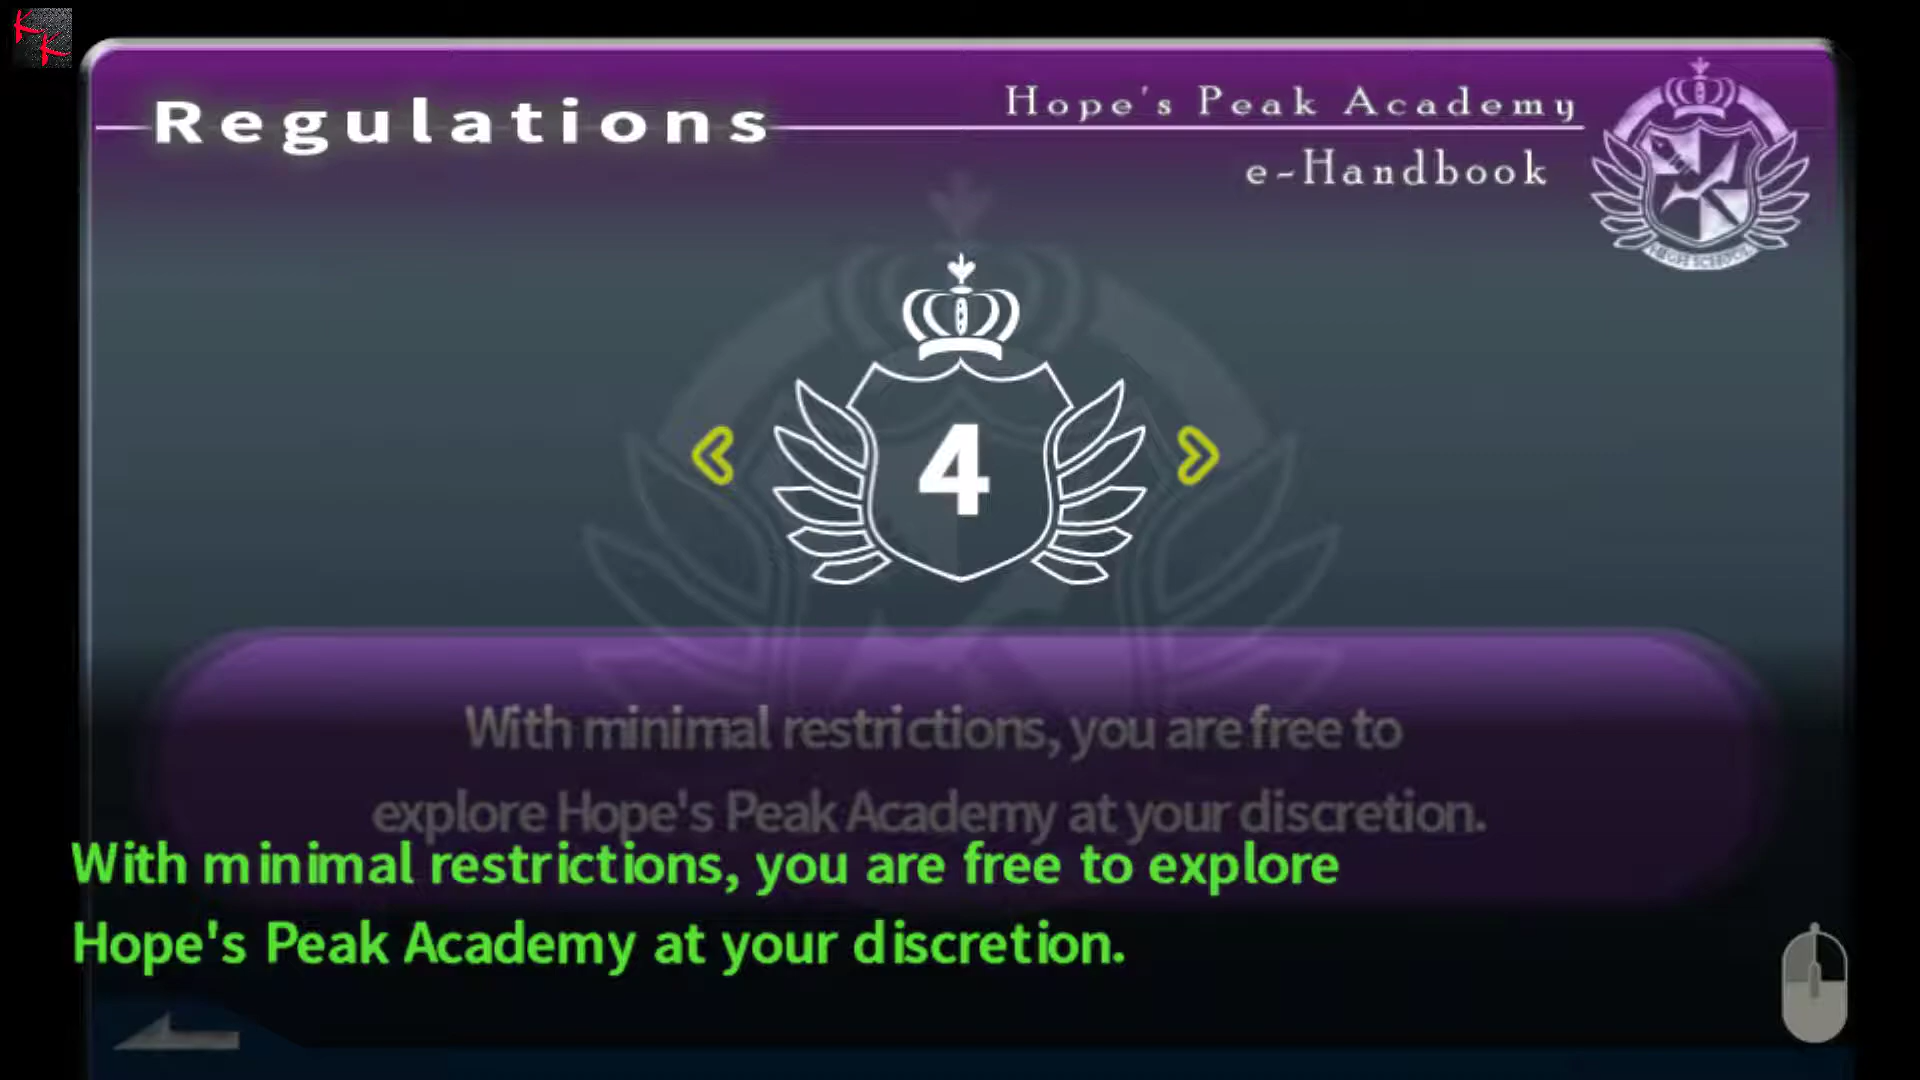 KK
Regulations
Hope's Peak Academy
e-Handbook
4
With minimal restrictions, you are free to
explore Hope's Peak Academy at your discretion.
With minimal restrictions, you are free to explore
Hope's Peak Academy at your discretion.